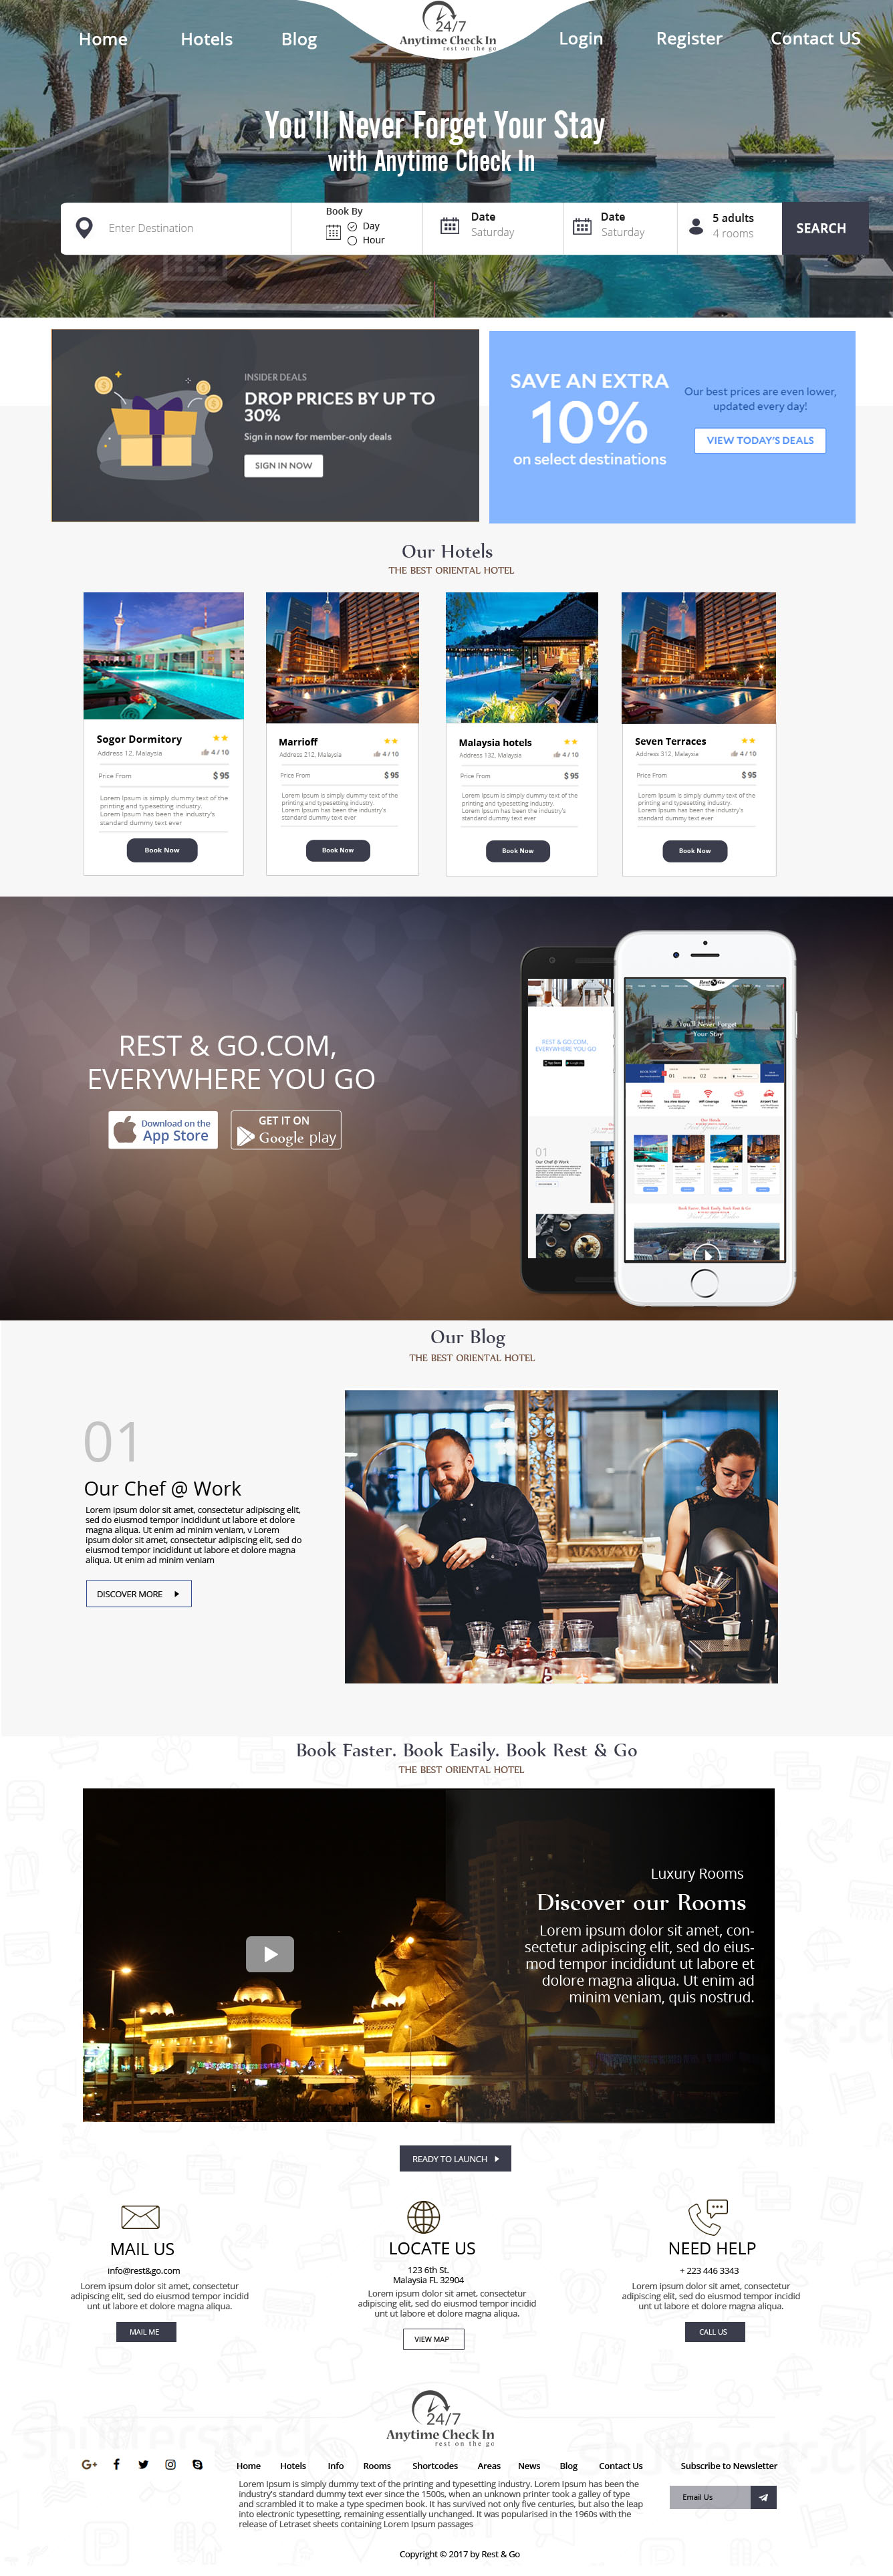 24/7
Anytime Check In
rest on the go
Home Hotels Blog Login Register Contact US
You'll Never Forget Your Stay
with Anytime Check In
Enter Destination
Book By
Day
Hour
Date
Saturday
Date
Saturday
5 adults
4 rooms
SEARCH
INSIDER DEALS
DROP PRICES BY UP TO
30%
Sign in now for member-only deals
SIGN IN NOW
SAVE AN EXTRA
10%
on select destinations
Our best prices are even lower,
updated every day!
VIEW TODAY'S DEALS
Our Hotels
THE BEST ORIENTAL HOTEL
Sogor Dormitory
Address 12, Malaysia 4 / 10
Price From $ 95
Lorem Ipsum is simply dummy text of the
printing and typesetting industry.
Lorem Ipsum has been the industry's
standard dummy text ever
Book Now
Marrioff
Address 212, Malaysia 4 / 10
Price From $ 95
Lorem Ipsum is simply dummy text of the
printing and typesetting industry.
Lorem Ipsum has been the industry's
standard dummy text ever
Book Now
Malaysia hotels
Address 132, Malaysia 4 / 10
Price From $ 95
Lorem Ipsum is simply dummy text of the
printing and typesetting industry.
Lorem Ipsum has been the industry's
standard dummy text ever
Book Now
Seven Terraces
Address 312, Malaysia 4 / 10
Price From $ 95
Lorem Ipsum is simply dummy text of the
printing and typesetting industry.
Lorem Ipsum has been the industry's
standard dummy text ever
Book Now
REST & GO.COM,
EVERYWHERE YOU GO
Download on the
App Store
GET IT ON
Google play
REST & GO.COM,
EVERYWHERE YOU GO
01
Our Chef @ Work
You'll Never Forget
Your Stay
Our Blog
THE BEST ORIENTAL HOTEL
01
Our Chef @ Work
Lorem ipsum dolor sit amet, consectetur adipiscing elit,
sed do eiusmod tempor incididunt ut labore et dolore
magna aliqua. Ut enim ad minim veniam, v Lorem
ipsum dolor sit amet, consectetur adipiscing elit, sed do
eiusmod tempor incididunt ut labore et dolore magna
aliqua. Ut enim ad minim veniam
DISCOVER MORE
Book Faster. Book Easily. Book Rest & Go
THE BEST ORIENTAL HOTEL
Luxury Rooms
Discover our Rooms
Lorem ipsum dolor sit amet, con-
sectetur adipiscing elit, sed do eius-
mod tempor incididunt ut labore et
dolore magna aliqua. Ut enim ad
minim veniam, quis nostrud.
READY TO LAUNCH
MAIL US
info@rest&go.com
Lorem ipsum dolor sit amet, consectetur
adipiscing elit, sed do eiusmod tempor incidid
unt ut labore et dolore magna aliqua.
MAIL ME
LOCATE US
123 6th St.
Malaysia FL 32904
Lorem ipsum dolor sit amet, consectetur
adipiscing elit, sed do eiusmod tempor incidid
unt ut labore et dolore magna aliqua.
VIEW MAP
NEED HELP
+ 223 446 3343
Lorem ipsum dolor sit amet, consectetur
adipiscing elit, sed do eiusmod tempor incidid
unt ut labore et dolore magna aliqua.
CALL US
24/7
Anytime Check In
rest on the go
Home Hotels Info Rooms Shortcodes Areas News Blog Contact Us
Lorem Ipsum is simply dummy text of the printing and typesetting industry. Lorem Ipsum has been the
industry's standard dummy text ever since the 1500s, when an unknown printer took a galley of type
and scrambled it to make a type specimen book. It has survived not only five centuries, but also the leap
into electronic typesetting, remaining essentially unchanged. It was popularised in the 1960s with the
release of Letraset sheets containing Lorem Ipsum passages
Subscribe to Newsletter
Email Us
Copyright © 2017 by Rest & Go